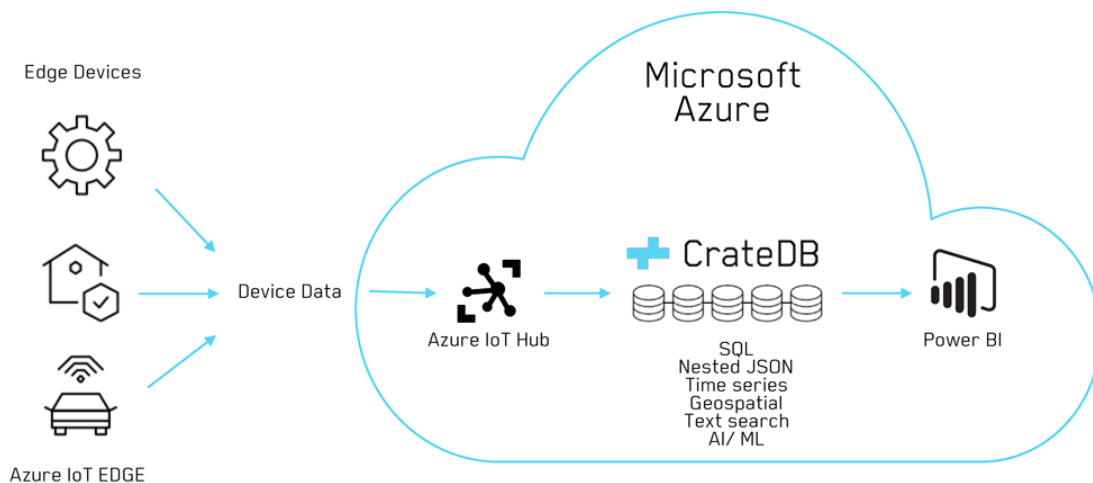 Edge Devices
Microsoft
Azure
CrateDB
Device Data
Azure IoT Hub
Power BI
SQL
Nested JSON
Time series
Geospatial
Text search
AI/ ML
Azure IoT EDGE